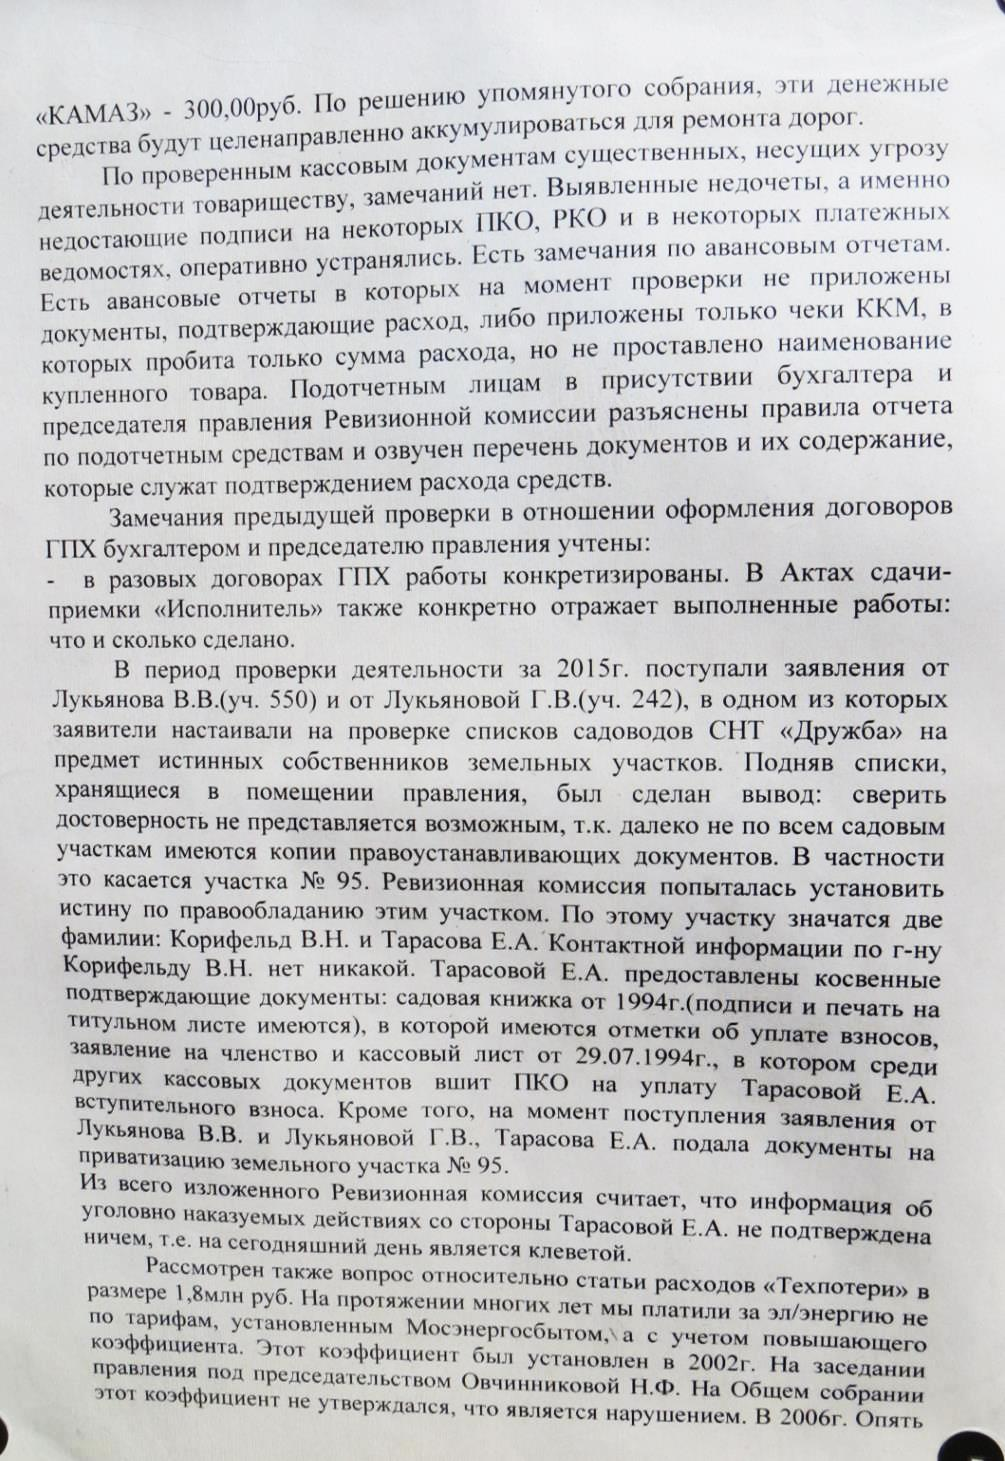 «КАМАЗ» - 300,00руб. По решению упомянутого собрания, эти денежные
средства будут целенаправленно аккумулироваться для ремонта дорог.
По проверенным кассовым документам существенных, несущих угрозу
деятельности товариществу, замечаний нет. Выявленные недочеты, а именно
недостающие подписи на некоторых ПКО, РКО и в некоторых платежных
ведомостях, оперативно устранялись. Есть замечания по авансовым отчетам.
Есть авансовые отчеты в которых на момент проверки не приложены
документы, подтверждающие расход, либо приложены только чеки ККМ, в
которых пробита только сумма расхода, но не проставлено наименование
купленного товара. Подотчетным лицам в присутствии бухгалтера и
председателя правления Ревизионной комиссии разъяснены правила отчета
по подотчетным средствам и озвучен перечень документов и их содержание,
которые служат подтверждением расхода средств.
Замечания предыдущей проверки в отношении оформления договоров
ГПХ бухгалтером и председателю правления учтены:
- в разовых договорах ГПХ работы конкретизированы. В Актах сдачи-
приемки «Исполнитель» также конкретно отражает выполненные работы:
что и сколько сделано.
В период проверки деятельности за 2015г. поступали заявления от
Лукьянова В.В.(уч. 550) и от Лукьяновой Г.В.(уч. 242), в одном из которых
заявители настаивали на проверке списков садоводов СНТ «Дружба» на
предмет истинных собственников земельных участков. Подняв списки,
хранящиеся в помещении правления, был сделан вывод: сверить
достоверность не представляется возможным, т.к. далеко не по всем садовым
участкам имеются копии правоустанавливающих документов. В частности
это касается участка № 95. Ревизионная комиссия попыталась установить
истину по правообладанию этим участком. По этому участку значатся две
фамилии: Корифельд В.Н. и Тарасова Е.А. Контактной информации по г-ну
Корифельду В.Н. нет никакой. Тарасовой Е.А. предоставлены косвенные
подтверждающие документы: садовая книжка от 1994г.(подписи и печать на
титульном листе имеются), в которой имеются отметки об уплате взносов,
заявление на членство и кассовый лист от 29.07.1994г., в котором среди
других кассовых документов вшит ПКО на уплату Тарасовой Е.А.
вступительного взноса. Кроме того, на момент поступления заявления от
Лукьянова В.В. и Лукьяновой Г.В., Тарасова Е.А. подала документы на
приватизацию земельного участка № 95.
Из всего изложенного Ревизионная комиссия считает, что информация об
уголовно наказуемых действиях со стороны Тарасовой Е.А. не подтверждена
ничем, т.е. на сегодняшний день является клеветой.
Рассмотрен также вопрос относительно статьи расходов «Техпотери» в
размере 1,8млн руб. На протяжении многих лет мы платили за эл/энергию не
по тарифам, установленным Мосэнергосбытом, а с учетом повышающего
коэффициента. Этот коэффициент был установлен в 2002г. На заседании
правления под председательством Овчинниковой Н.Ф. На Общем собрании
этот коэффициент не утверждался, что является нарушением. В 2006г. Опять